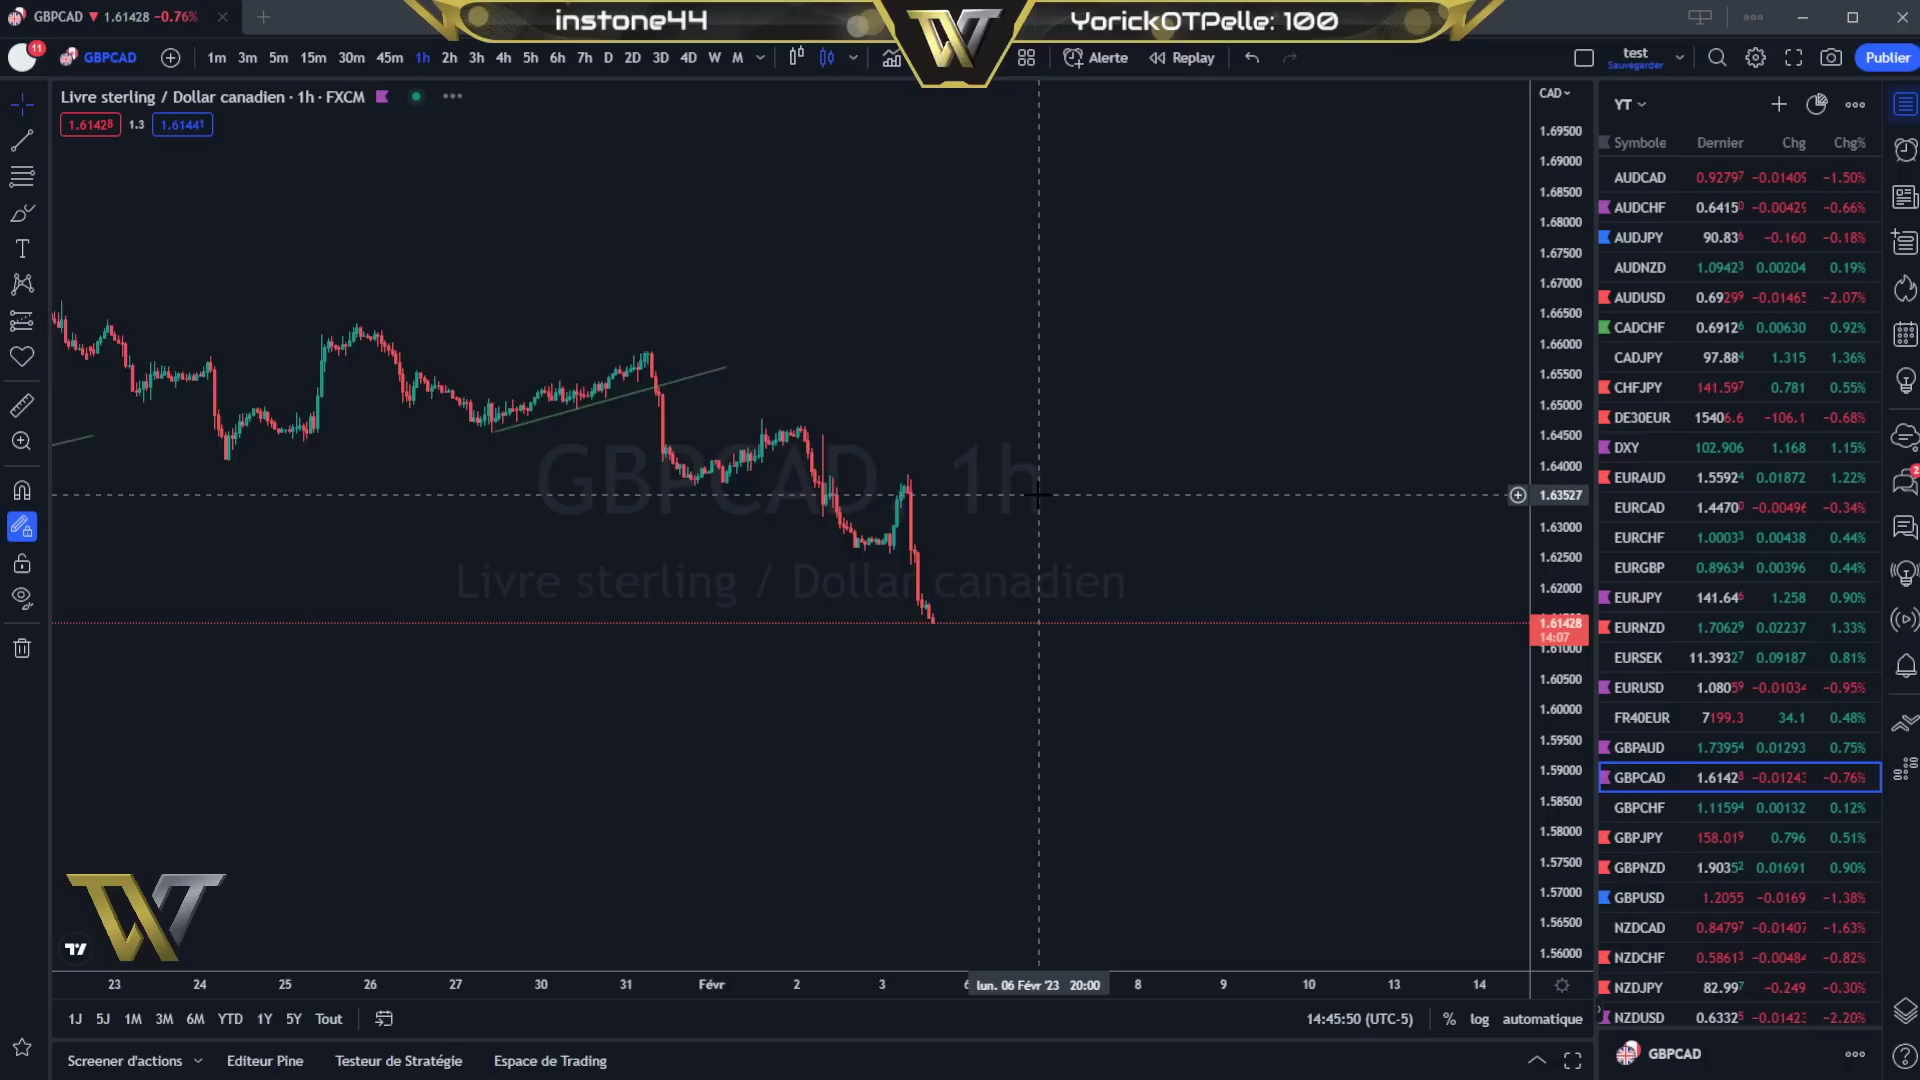 GBPCAD ▼ 1.61428 −0.76%
instone44
YorickOTPelle: 100
11
GBPCAD
1m 3m 5m 15m 30m 45m 1h 2h 3h 4h 5h 6h 7h D 2D 3D 4D W M
Alerte
Replay
test
Sauvegarder
Publier
Livre sterling / Dollar canadien · 1h · FXCM
1.61428 1.3 1.61441
CAD
1.69500
1.69000
1.68500
1.68000
1.67500
1.67000
1.66500
1.66000
1.65500
1.65000
1.64500
1.64000
1.63527
1.63000
1.62500
1.62000
1.61428
14:07
1.61000
1.60500
1.60000
1.59500
1.59000
1.58500
1.58000
1.57500
1.57000
1.56500
1.56000
GBPCAD, 1h
Livre sterling / Dollar canadien
23 24 25 26 27 30 31 Févr 2 3 lun. 06 Févr '23 20:00 8 9 10 13 14
1J 5J 1M 3M 6M YTD 1Y 5Y Tout
14:45:50 (UTC-5) % log automatique
Screener d'actions Editeur Pine Testeur de Stratégie Espace de Trading
YT
Symbole Dernier Chg Chg%
AUDCAD 0.92797 −0.01409 −1.50%
AUDCHF 0.64150 −0.00429 −0.66%
AUDJPY 90.836 −0.160 −0.18%
AUDNZD 1.09423 0.00204 0.19%
AUDUSD 0.69299 −0.01465 −2.07%
CADCHF 0.69126 0.00630 0.92%
CADJPY 97.884 1.315 1.36%
CHFJPY 141.597 0.781 0.55%
DE30EUR 15406.6 −106.1 −0.68%
DXY 102.906 1.168 1.15%
EURAUD 1.55924 0.01872 1.22%
EURCAD 1.44700 −0.00496 −0.34%
EURCHF 1.00033 0.00438 0.44%
EURGBP 0.89634 0.00396 0.44%
EURJPY 141.646 1.258 0.90%
EURNZD 1.70629 0.02237 1.33%
EURSEK 11.39327 0.09187 0.81%
EURUSD 1.08059 −0.01034 −0.95%
FR40EUR 7199.3 34.1 0.48%
GBPAUD 1.73954 0.01293 0.75%
GBPCAD 1.61428 −0.01243 −0.76%
GBPCHF 1.11594 0.00132 0.12%
GBPJPY 158.019 0.796 0.51%
GBPNZD 1.90352 0.01691 0.90%
GBPUSD 1.2055 −0.0169 −1.38%
NZDCAD 0.84797 −0.01407 −1.63%
NZDCHF 0.58613 −0.00484 −0.82%
NZDJPY 82.997 −0.249 −0.30%
NZDUSD 0.63325 −0.01423 −2.20%
GBPCAD
2